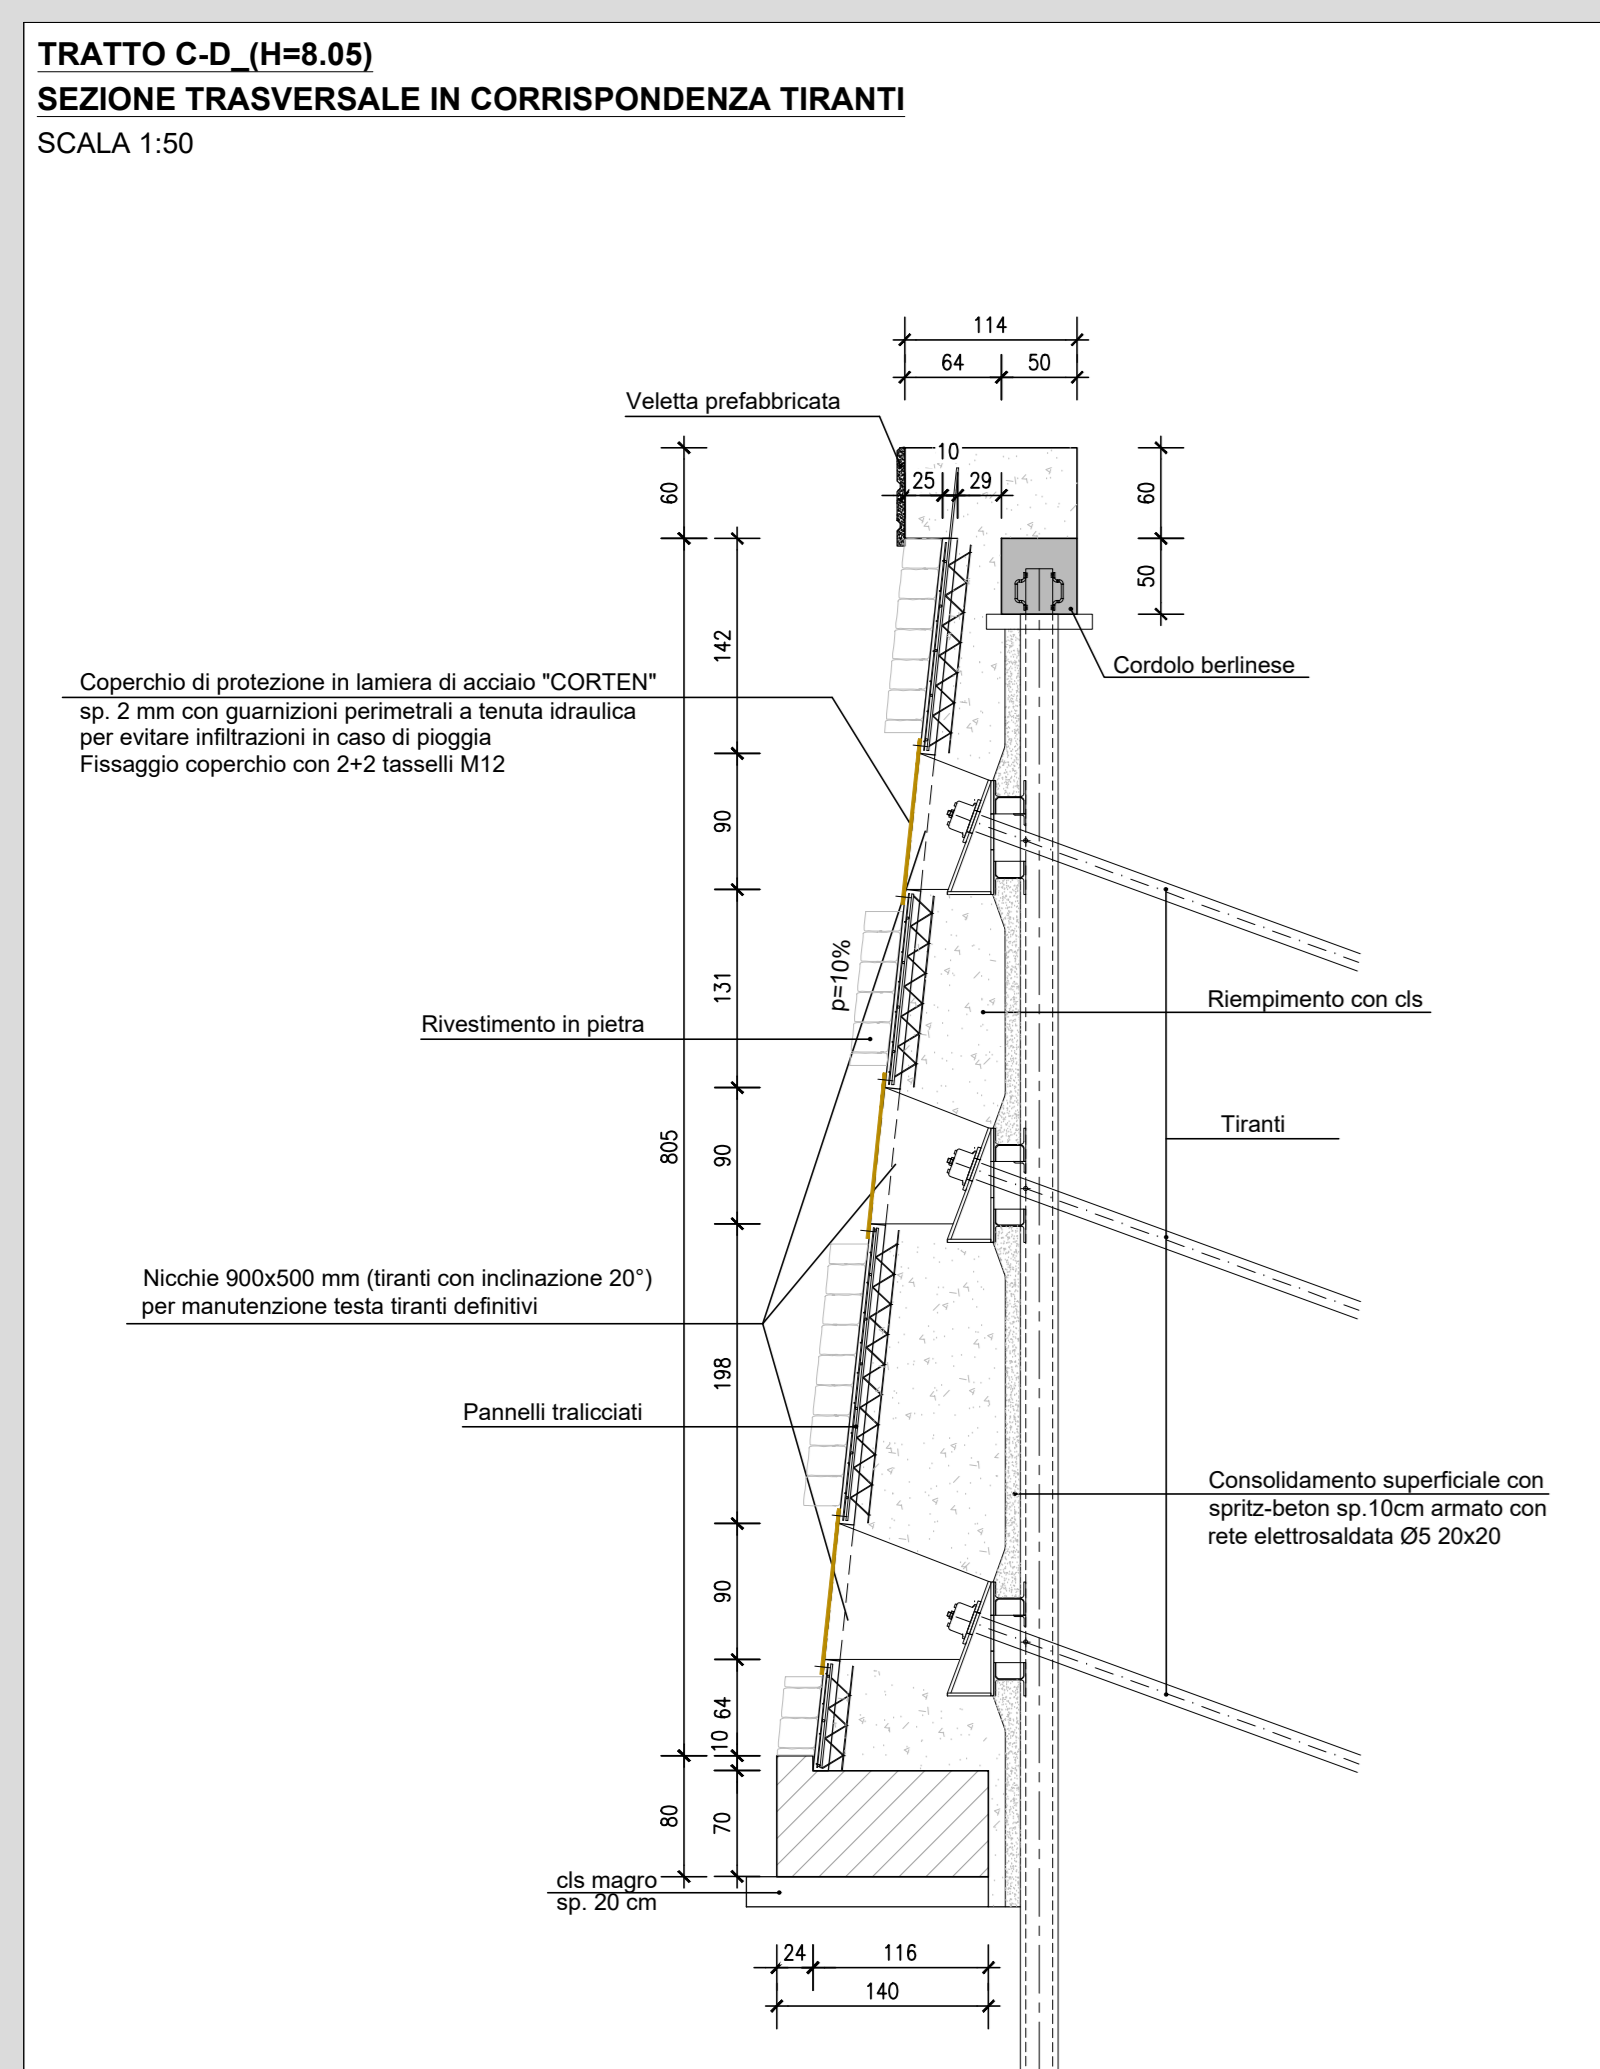 TRATTO C-D_(H=8.05)
SEZIONE TRASVERSALE IN CORRISPONDENZA TIRANTI
SCALA 1:50
114
64
50
Veletta prefabbricata
10
25
29
60
60
50
Cordolo berlinese
142
Coperchio di protezione in lamiera di acciaio "CORTEN"
sp. 2 mm con guarnizioni perimetrali a tenuta idraulica
per evitare infiltrazioni in caso di pioggia
Fissaggio coperchio con 2+2 tasselli M12
90
p=10%
131
Riempimento con cls
Rivestimento in pietra
Tiranti
805
90
Nicchie 900x500 mm (tiranti con inclinazione 20°)
per manutenzione testa tiranti definitivi
198
Pannelli tralicciati
Consolidamento superficiale con
spritz-beton sp.10cm armato con
rete elettrosaldata Ø5 20x20
90
64
10
80
70
cls magro
sp. 20 cm
24
116
140